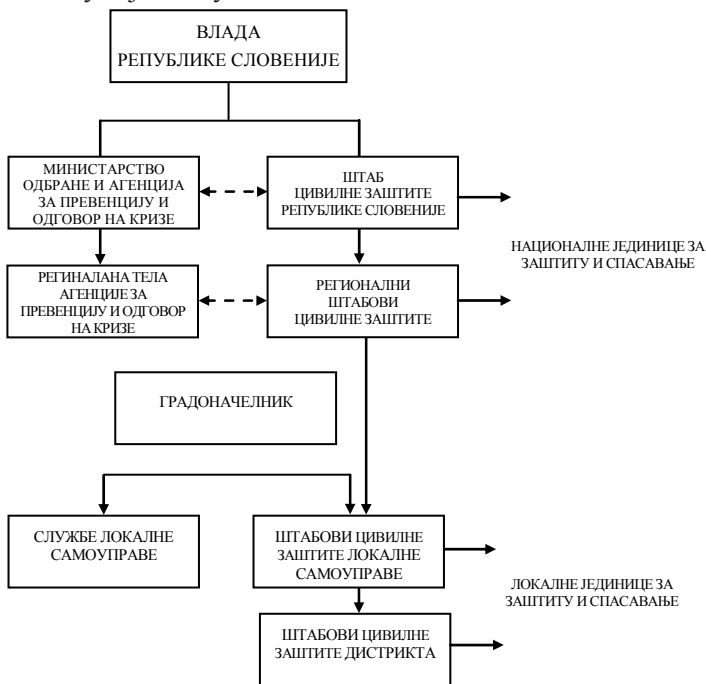 ВЛАДА
РЕПУБЛИКЕ СЛОВЕНИЈЕ
МИНИСТАРСТВО
ОДБРАНЕ И АГЕНЦИЈА
ЗА ПРЕВЕНЦИЈУ И
ОДГОВОР НА КРИЗЕ
ШТАБ
ЦИВИЛНЕ ЗАШТИТЕ
РЕПУБЛИКЕ СЛОВЕНИЈЕ
НАЦИОНАЛНЕ ЈЕДИНИЦЕ ЗА
ЗАШТИТУ И СПАСАВАЊЕ
РЕГИНАЛАНА ТЕЛА
АГЕНЦИЈЕ ЗА
ПРЕВЕНЦИЈУ И ОДГОВОР
НА КРИЗЕ
РЕГИОНАЛНИ
ШТАБОВИ
ЦИВИЛНЕ ЗАШТИТЕ
ГРАДОНАЧЕЛНИК
СЛУЖБЕ ЛОКАЛНЕ
САМОУПРАВЕ
ШТАБОВИ ЦИВИЛНЕ
ЗАШТИТЕ ЛОКАЛНЕ
САМОУПРАВЕ
ЛОКАЛНЕ ЈЕДИНИЦЕ ЗА
ЗАШТИТУ И СПАСАВАЊЕ
ШТАБОВИ ЦИВИЛНЕ
ЗАШТИТЕ ДИСТРИКТА